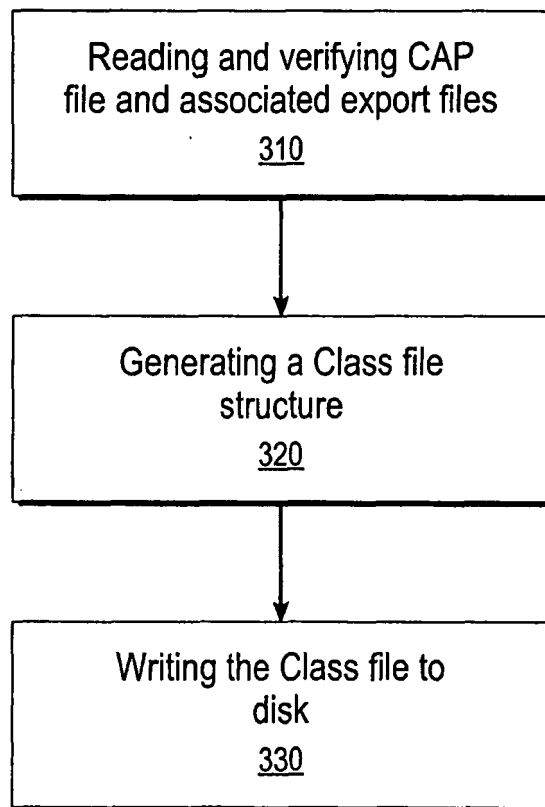 Reading and verifying CAP
file and associated export files
310
Generating a Class file
structure
320
Writing the Class file to
disk
330